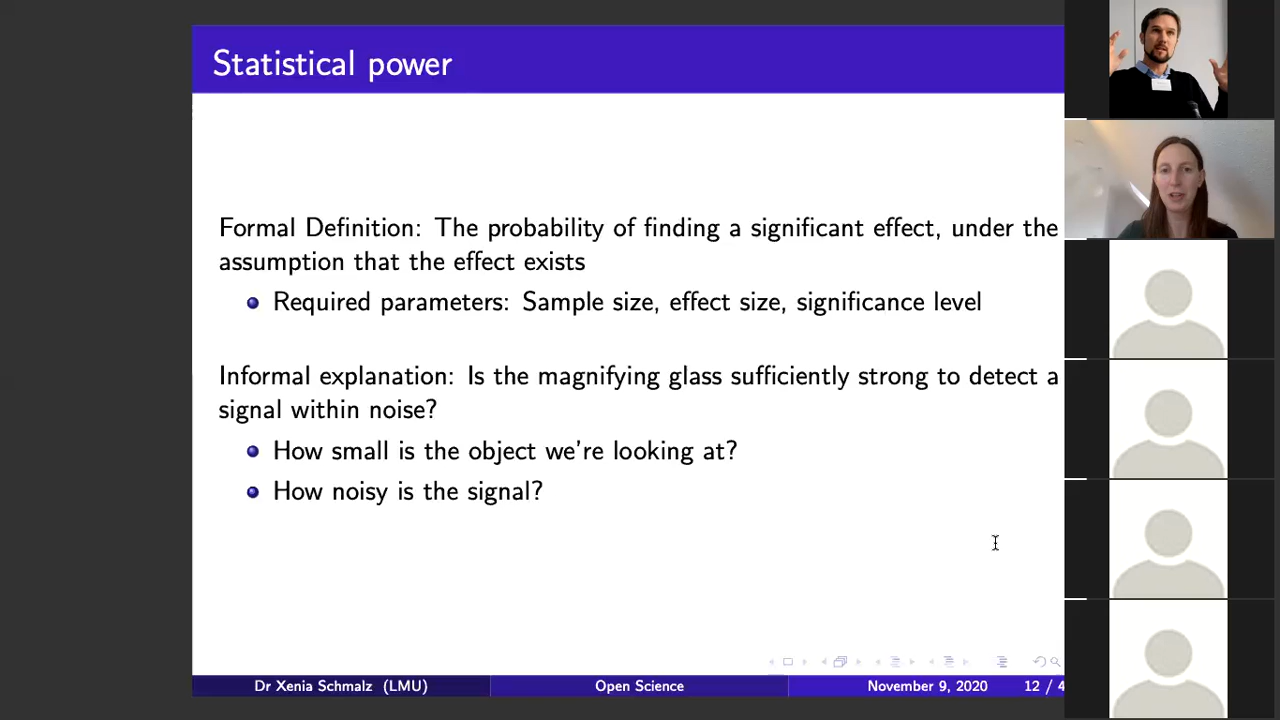 Statistical power
Formal Definition: The probability of finding a significant effect, under the
assumption that the effect exists
Required parameters: Sample size, effect size, significance level
Informal explanation: Is the magnifying glass sufficiently strong to detect a
signal within noise?
How small is the object we're looking at?
How noisy is the signal?
Dr Xenia Schmalz (LMU) Open Science November 9, 2020 12 / 4